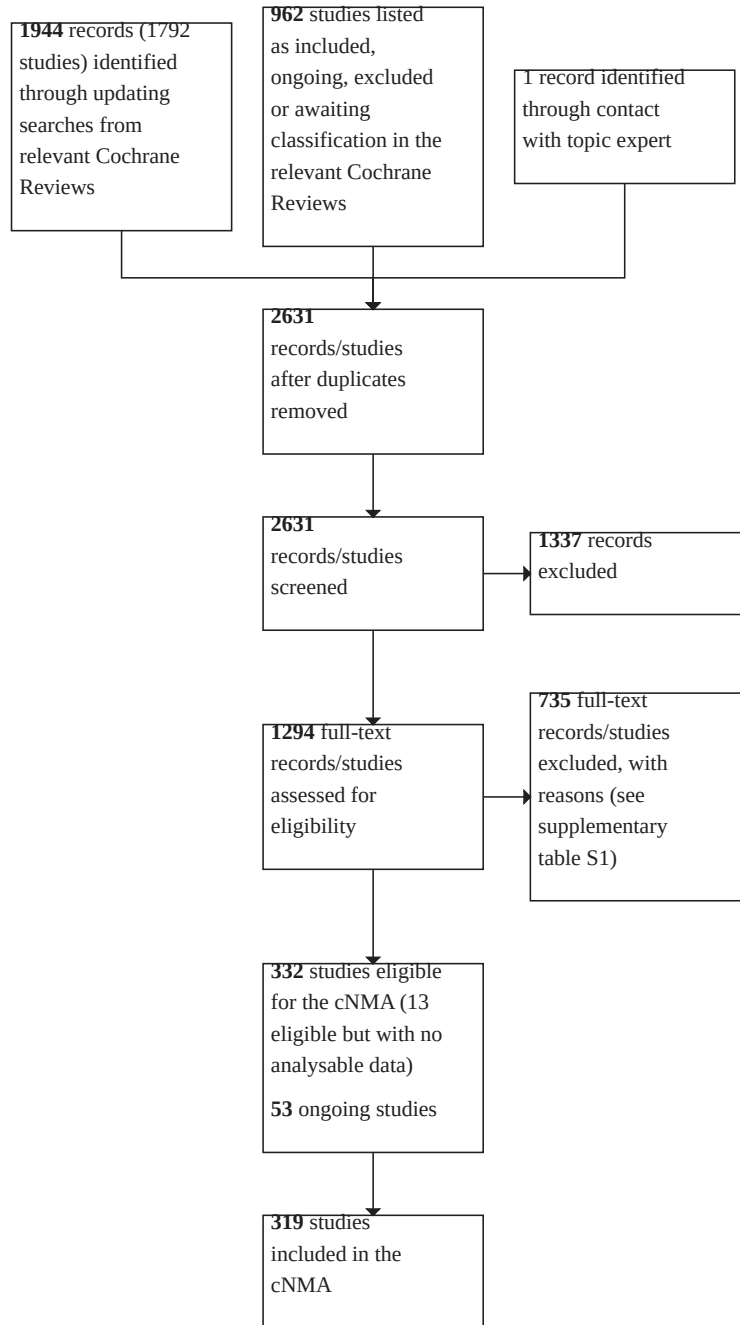 1944 records (1792
studies) identified
through updating
searches from
relevant Cochrane
Reviews
962 studies listed
as included,
ongoing, excluded
or awaiting
classification in the
relevant Cochrane
Reviews
1 record identified
through contact
with topic expert
2631
records/studies
after duplicates
removed
2631
records/studies
screened
1337 records
excluded
1294 full-text
records/studies
assessed for
eligibility
735 full-text
records/studies
excluded, with
reasons (see
supplementary
table S1)
332 studies eligible
for the cNMA (13
eligible but with no
analysable data)
53 ongoing studies
319 studies
included in the
cNMA